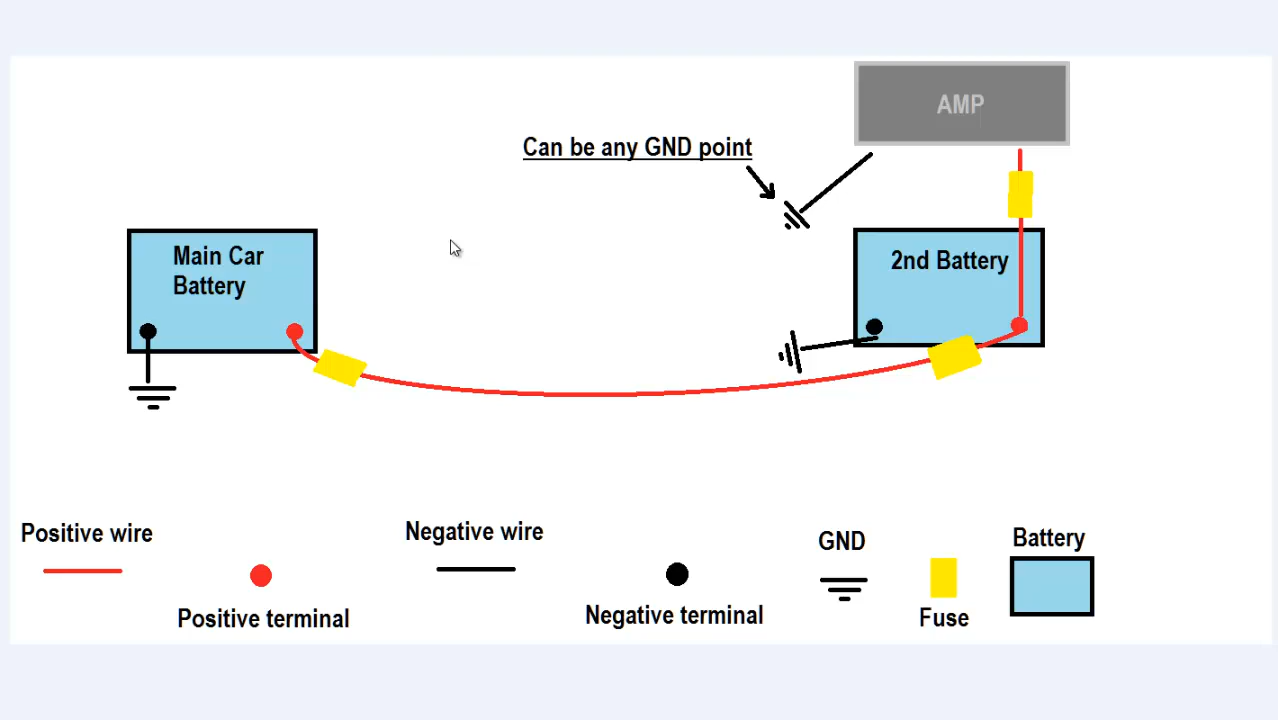 AMP
Can be any GND point
Main Car
Battery
2nd Battery
Positive wire
Negative wire
GND
Battery
Positive terminal
Negative terminal
Fuse